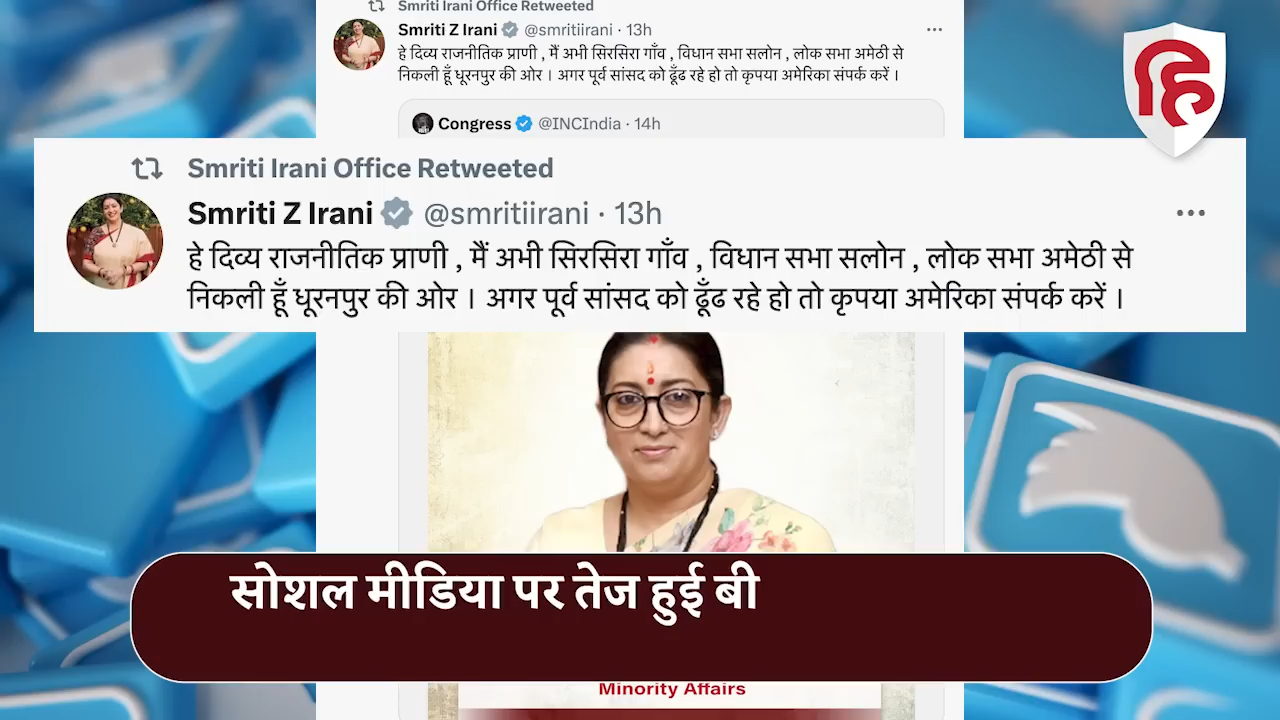 Smriti Irani Office Retweeted
Smriti Z Irani @smritiirani · 13h
हे दिव्य राजनीतिक प्राणी , मैं अभी सिरसिरा गाँव , विधान सभा सलोन , लोक सभा अमेठी से
निकली हूँ धूरनपुर की ओर । अगर पूर्व सांसद को ढूँढ रहे हो तो कृपया अमेरिका संपर्क करें ।
Congress @INCIndia · 14h
हि
Smriti Irani Office Retweeted
Smriti Z Irani @smritiirani · 13h
हे दिव्य राजनीतिक प्राणी , मैं अभी सिरसिरा गाँव , विधान सभा सलोन , लोक सभा अमेठी से
निकली हूँ धूरनपुर की ओर । अगर पूर्व सांसद को ढूँढ रहे हो तो कृपया अमेरिका संपर्क करें ।
सोशल मीडिया पर तेज हुई बी
Minority Affairs